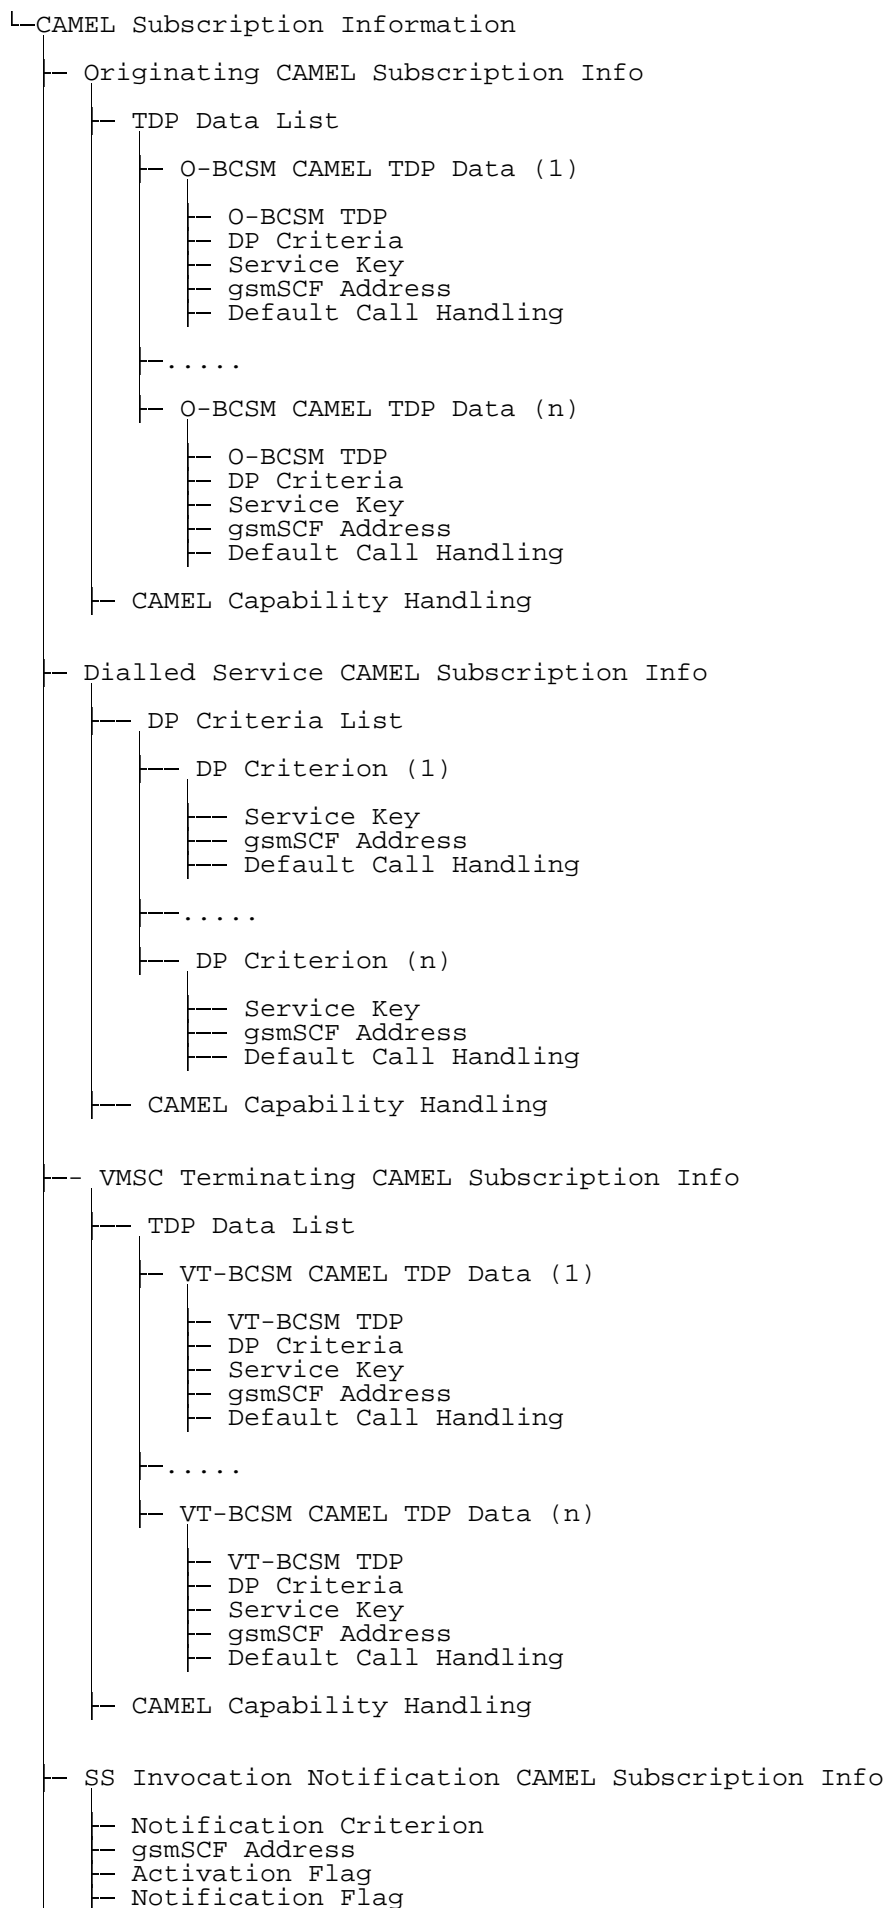 CAMEL Subscription Information
Originating CAMEL Subscription Info
TDP Data List
O-BCSM CAMEL TDP Data (1)
O-BCSM TDP
DP Criteria
Service Key
gsmSCF Address
Default Call Handling
.....
O-BCSM CAMEL TDP Data (n)
O-BCSM TDP
DP Criteria
Service Key
gsmSCF Address
Default Call Handling
CAMEL Capability Handling
Dialled Service CAMEL Subscription Info
DP Criteria List
DP Criterion (1)
Service Key
gsmSCF Address
Default Call Handling
.....
DP Criterion (n)
Service Key
gsmSCF Address
Default Call Handling
CAMEL Capability Handling
VMSC Terminating CAMEL Subscription Info
TDP Data List
VT-BCSM CAMEL TDP Data (1)
VT-BCSM TDP
DP Criteria
Service Key
gsmSCF Address
Default Call Handling
.....
VT-BCSM CAMEL TDP Data (n)
VT-BCSM TDP
DP Criteria
Service Key
gsmSCF Address
Default Call Handling
CAMEL Capability Handling
SS Invocation Notification CAMEL Subscription Info
Notification Criterion
gsmSCF Address
Activation Flag
Notification Flag